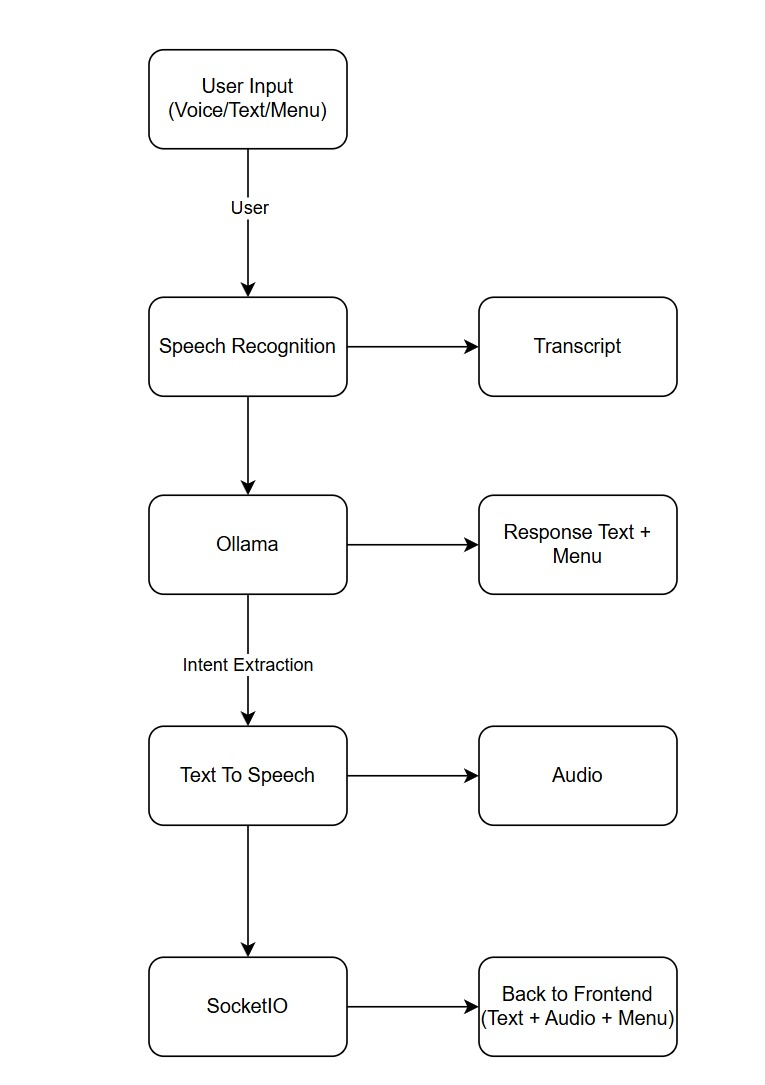 User Input
(Voice/Text/Menu)
User
Speech Recognition
Transcript
Ollama
Response Text +
Menu
Intent Extraction
Text To Speech
Audio
SocketIO
Back to Frontend
(Text + Audio + Menu)